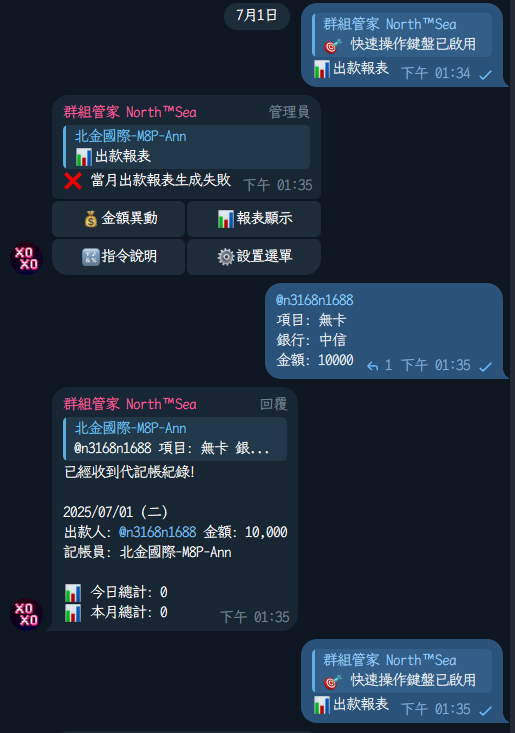 7月1日
群組管家 North™Sea
🎯 快速操作鍵盤已啟用
📊出款報表 下午 01:34
群組管家 North™Sea 管理員
北金國際-M8P-Ann
📊出款報表
❌ 當月出款報表生成失敗 下午 01:35
💰金額異動 📊報表顯示
🔣指令說明 ⚙️設置選單
XO
XO
@n3168n1688
項目: 無卡
銀行: 中信
金額: 10000 1 下午 01:35
群組管家 North™Sea 回覆
北金國際-M8P-Ann
@n3168n1688 項目: 無卡 銀...
已經收到代記帳紀錄!
2025/07/01 (二)
出款人: @n3168n1688 金額: 10,000
記帳員: 北金國際-M8P-Ann
📊 今日總計: 0
📊 本月總計: 0 下午 01:35
XO
XO
群組管家 North™Sea
🎯 快速操作鍵盤已啟用
📊出款報表 下午 01:35